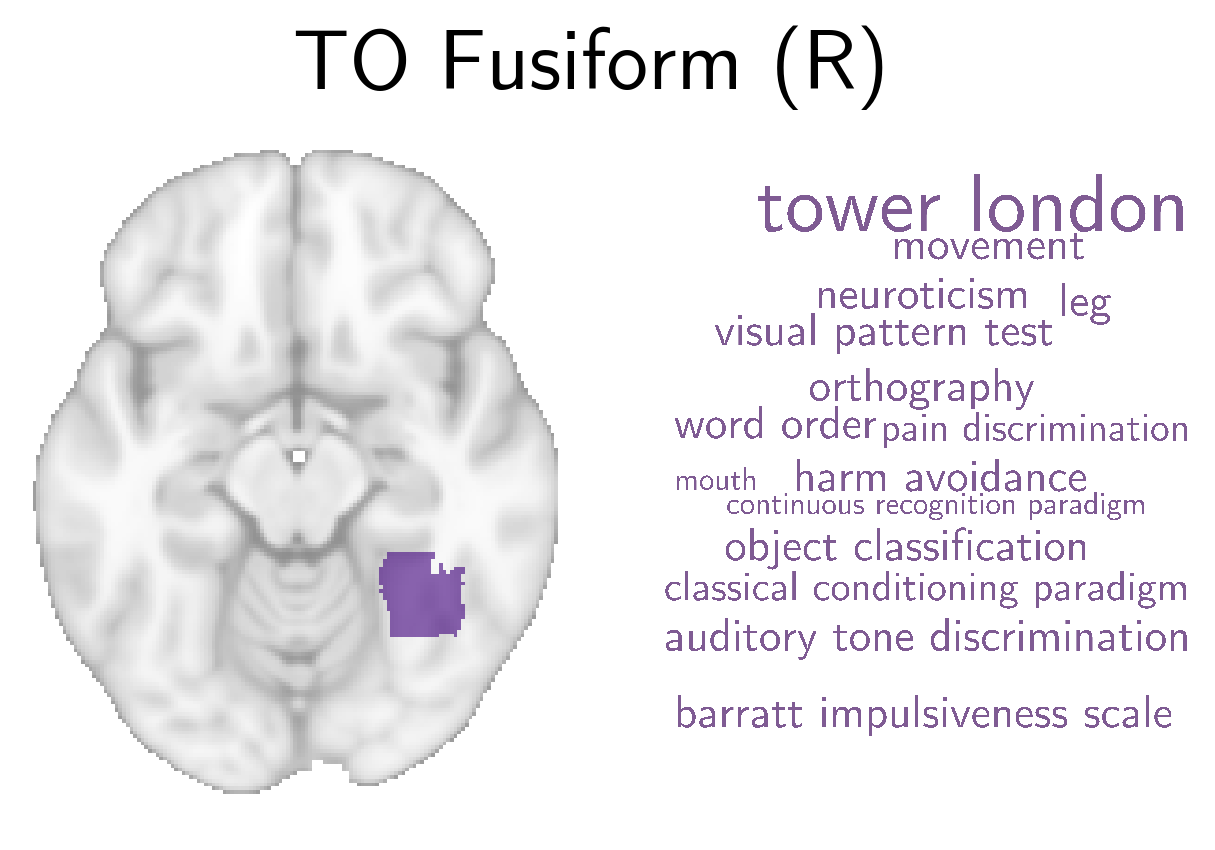 TO Fusiform (R)
tower london
movement
neuroticism leg
visual pattern test
orthography
word order pain discrimination
mouth harm avoidance
continuous recognition paradigm
object classification
classical conditioning paradigm
auditory tone discrimination
barratt impulsiveness scale